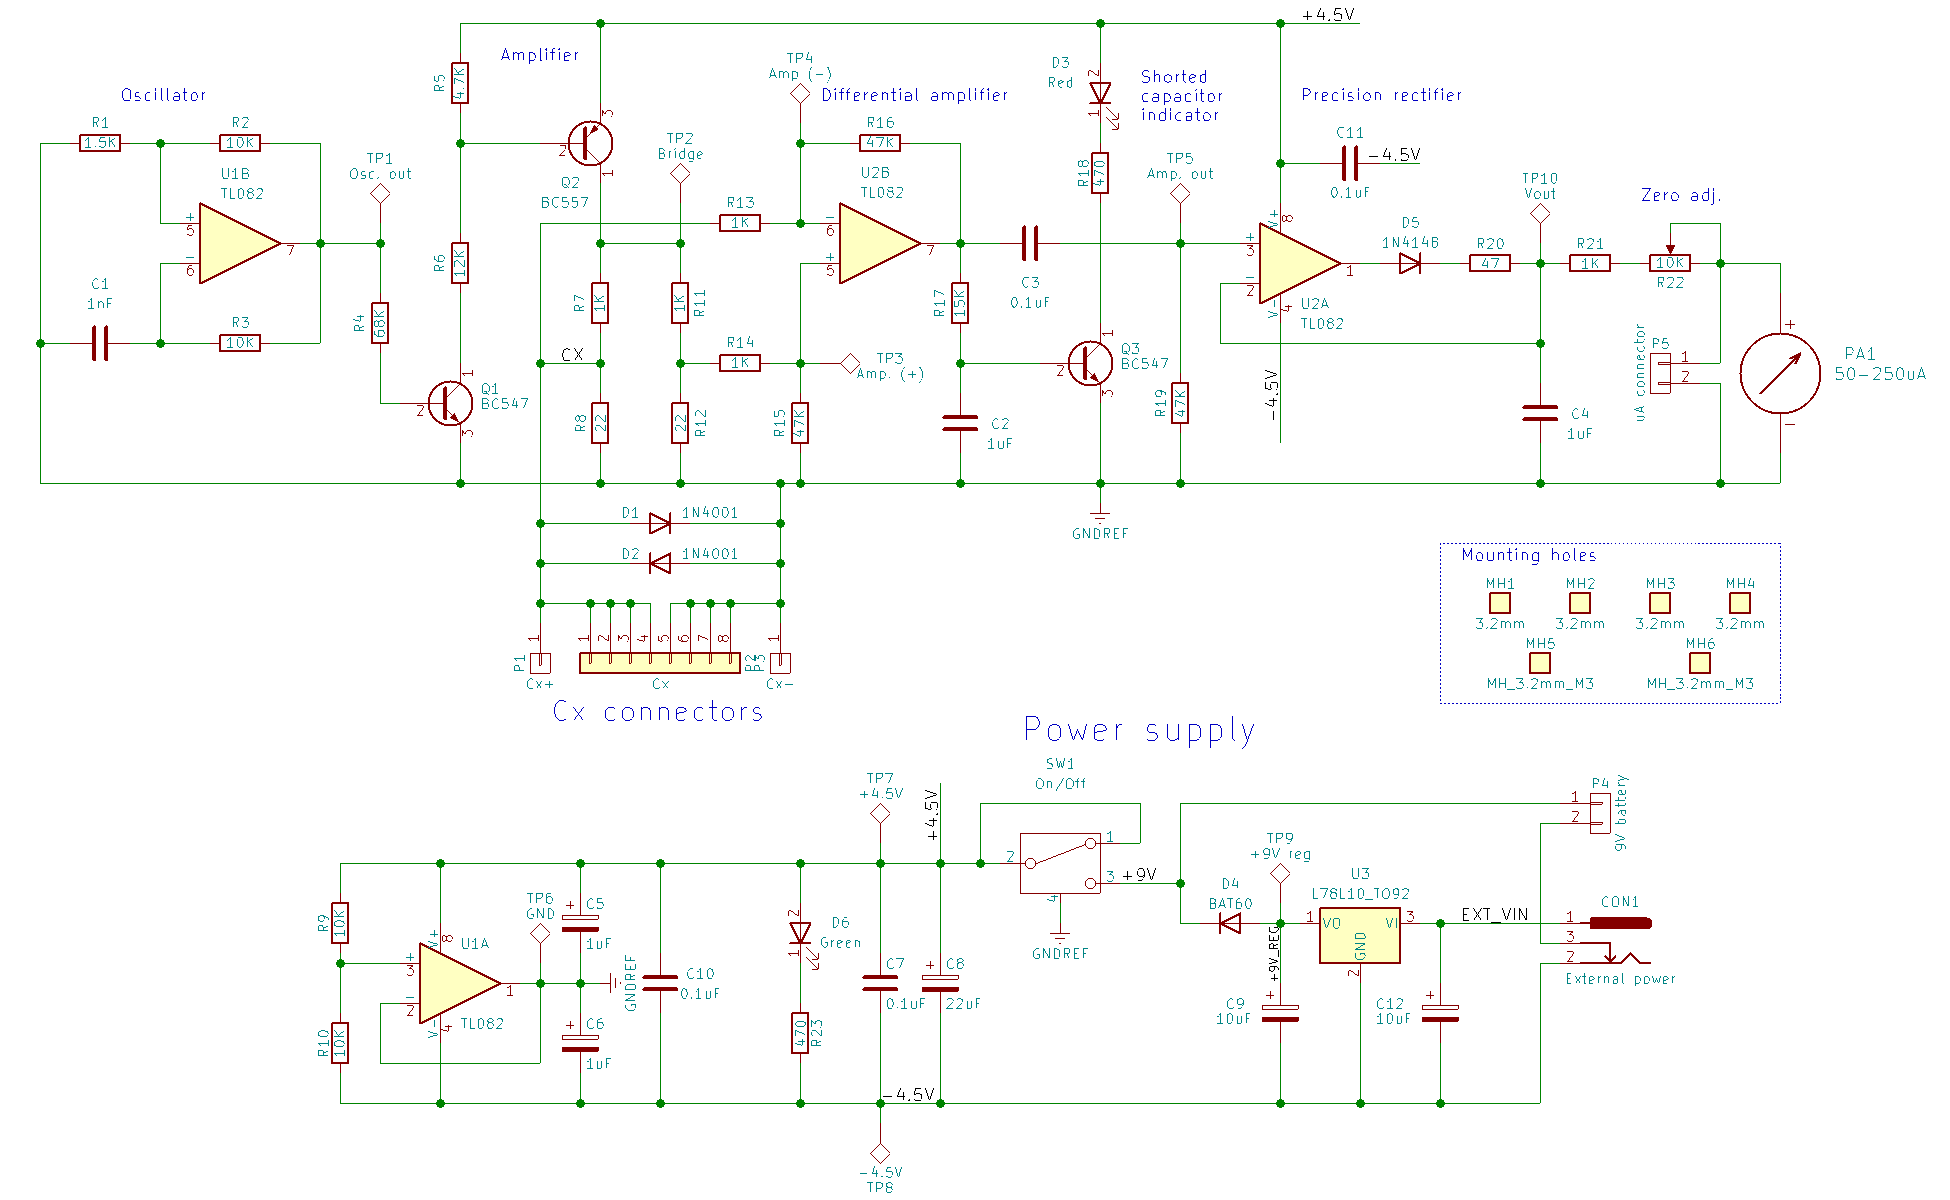 +4.5V
Amplifier
Oscillator
R1
1.5K
R2
10K
U1B
TL082
+
5
−
6
7
C1
1nF
R3
10K
TP1
Osc. out
R4
68K
R5
4.7K
R6
12K
Q1
BC547
1
2
3
Q2
BC557
3
2
1
TP2
Bridge
R7
1K
R11
1K
CX
R8
22
R12
22
R13
1K
R14
1K
R15
47K
TP4
Amp (−)
Differential amplifier
R16
47K
U2B
TL082
−
6
+
5
7
TP3
Amp. (+)
C3
0.1uF
R17
15K
C2
1uF
D3
Red
2
1
Shorted
capacitor
indicator
R18
470
Q3
BC547
1
2
3
GNDREF
TP5
Amp. out
R19
47K
Precision rectifier
C11
0.1uF
−4.5V
+
3
−
2
V+
8
V−
4
1
U2A
TL082
−4.5V
D5
1N4148
R20
47
TP10
Vout
R21
1K
Zero adj.
10K
R22
C4
1uF
P5
uA connector
1
2
+
−
PA1
50−250uA
D1
1N4001
D2
1N4001
1
P1
Cx+
1
2
3
4
5
6
7
8
P2
Cx
1
P3
Cx−
Cx connectors
Mounting holes
MH1
3.2mm
MH2
3.2mm
MH3
3.2mm
MH4
3.2mm
MH5
MH_3.2mm_M3
MH6
MH_3.2mm_M3
Power supply
SW1
On/Off
2
1
3
4
+9V
GNDREF
TP7
+4.5V
+4.5V
R9
10K
R10
10K
U1A
TL082
+
3
−
2
V+
8
V−
4
1
TP6
GND
+
C5
1uF
+
C6
1uF
GNDREF
C10
0.1uF
D6
Green
2
1
R23
470
C7
0.1uF
+
C8
22uF
−4.5V
−4.5V
TP8
D4
BAT60
TP9
+9V reg
+9V_REG
U3
L78L10_TO92
1
VO
VI
3
GND
2
+
C9
10uF
+
C12
10uF
EXT_VIN
P4
9V battery
1
2
CON1
1
3
2
External power